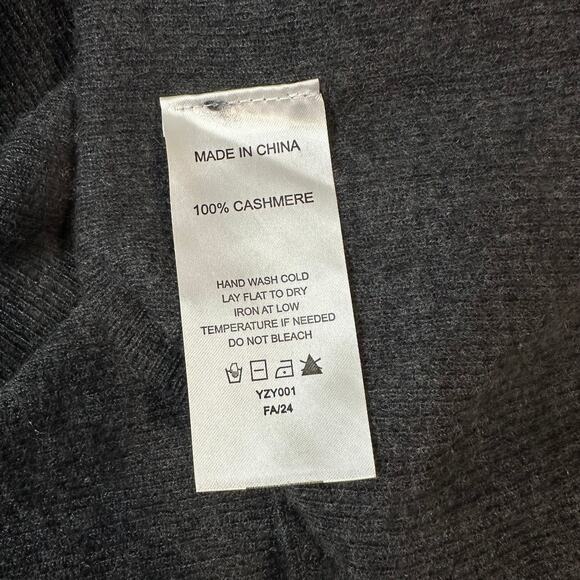 MADE IN CHINA
100% CASHMERE
HAND WASH COLD
LAY FLAT TO DRY
IRON AT LOW
TEMPERATURE IF NEEDED
DO NOT BLEACH
YZY001
FA/24